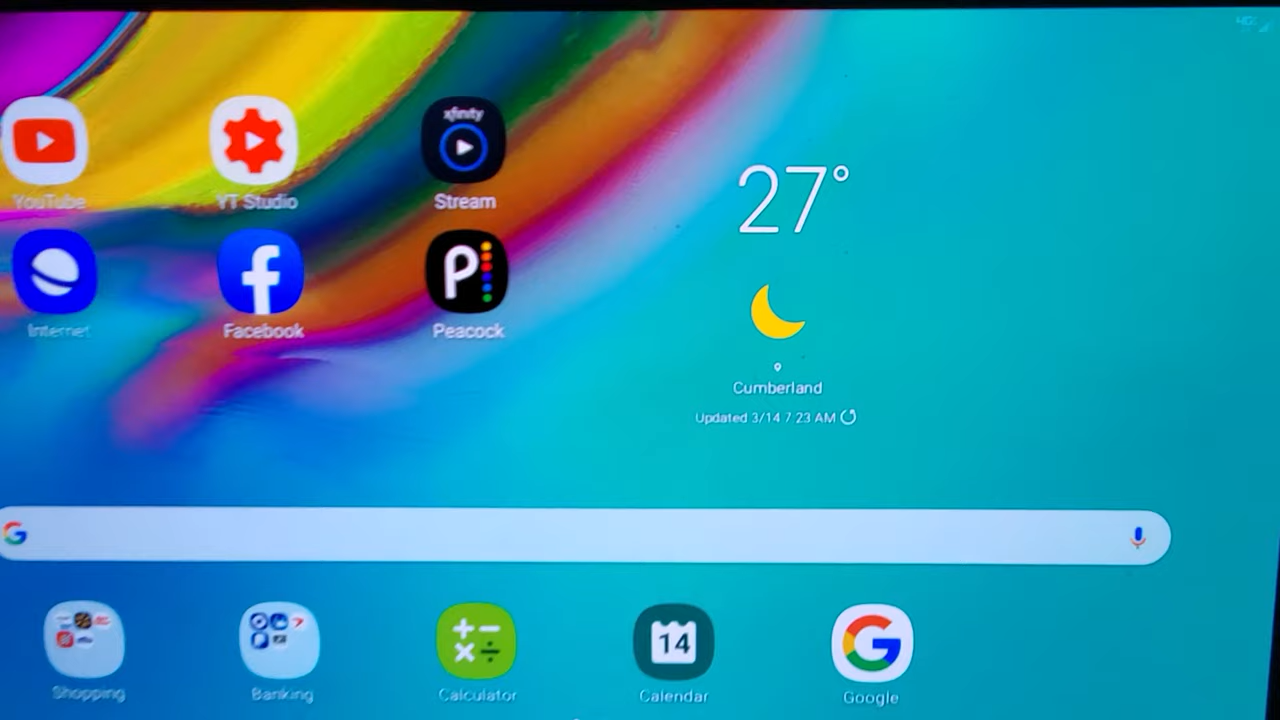 4G
xfinity
YouTube
YT Studio
Stream
27°
Internet
Facebook
Peacock
Cumberland
Updated 3/14 7 23 AM
14
Shopping
Banking
Calculator
Calendar
Google